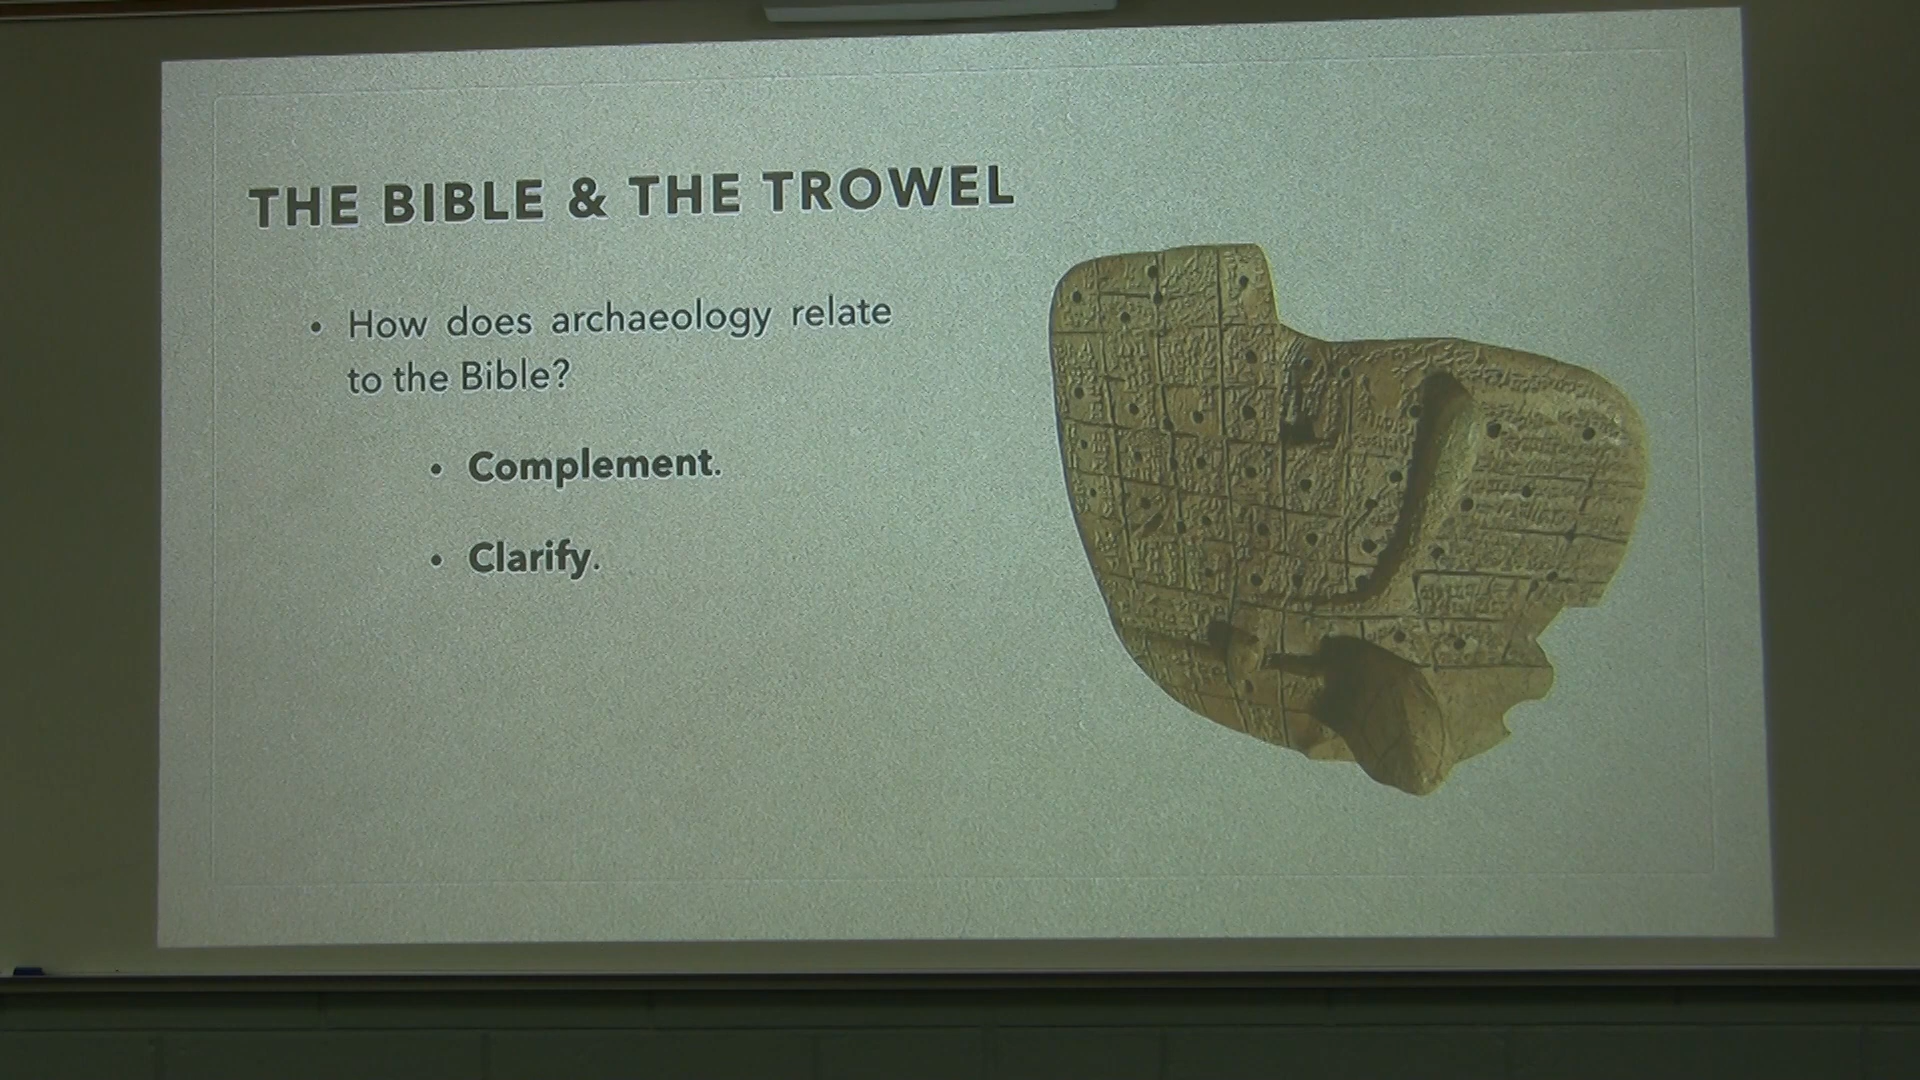 THE BIBLE & THE TROWEL
• How does archaeology relate
to the Bible?
• Complement.
• Clarify.